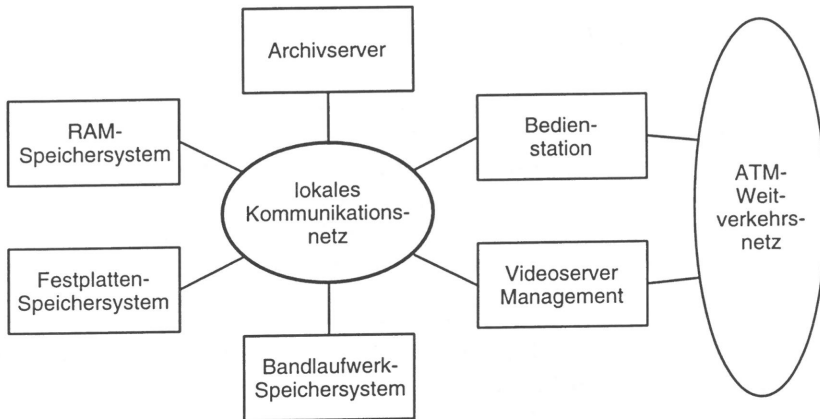 Archivserver
RAM-
Speichersystem
Bedien-
station
lokales
Kommunikations-
netz
ATM-
Weit-
verkehrs-
netz
Festplatten-
Speichersystem
Videoserver
Management
Bandlaufwerk-
Speichersystem